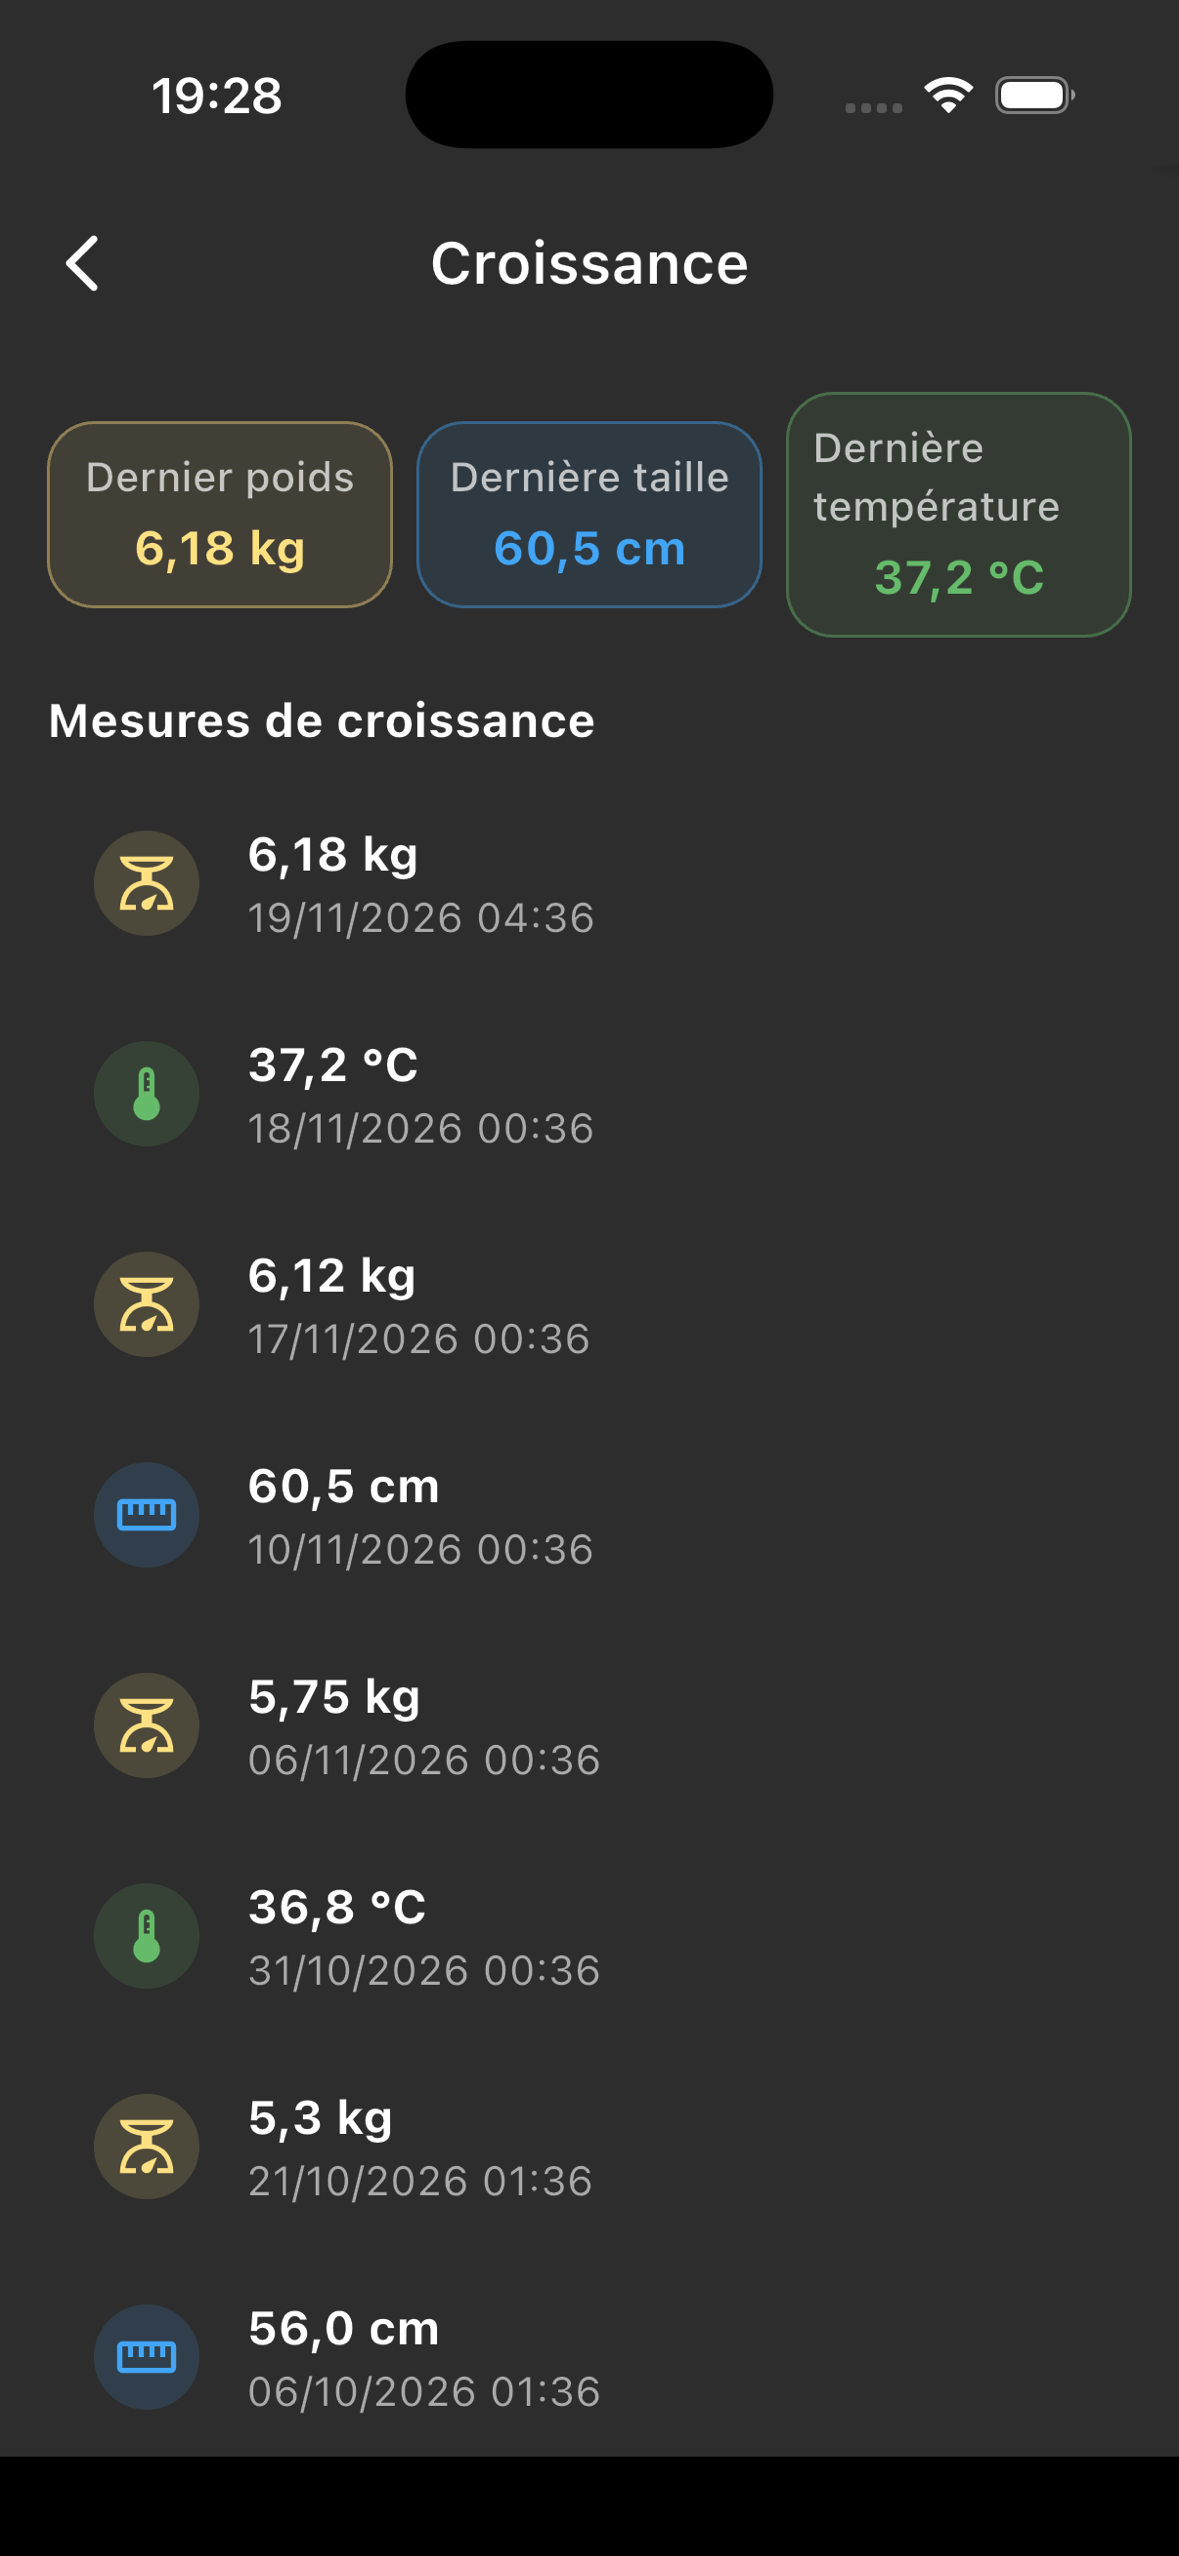 19:28
Croissance
Dernier poids
6,18 kg
Dernière taille
60,5 cm
Dernière
température
37,2 °C
Mesures de croissance
6,18 kg
19/11/2026 04:36
37,2 °C
18/11/2026 00:36
6,12 kg
17/11/2026 00:36
60,5 cm
10/11/2026 00:36
5,75 kg
06/11/2026 00:36
36,8 °C
31/10/2026 00:36
5,3 kg
21/10/2026 01:36
56,0 cm
06/10/2026 01:36